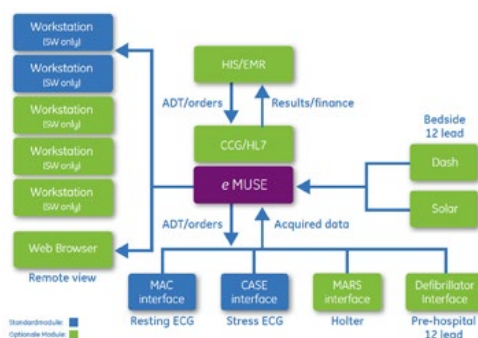 Workstation
(SW only)
Workstation
(SW only)
Workstation
(SW only)
Workstation
(SW only)
Workstation
(SW only)
Web Browser
Remote view
HIS/EMR
ADT/orders
Results/finance
CCG/HL7
e MUSE
ADT/orders
Acquired data
Bedside
12 lead
Dash
Solar
MAC
interface
Resting ECG
CASE
interface
Stress ECG
MARS
interface
Holter
Defibrillator
Interface
Pre-hospital
12 lead
Standardmodule:
Optionale Module: